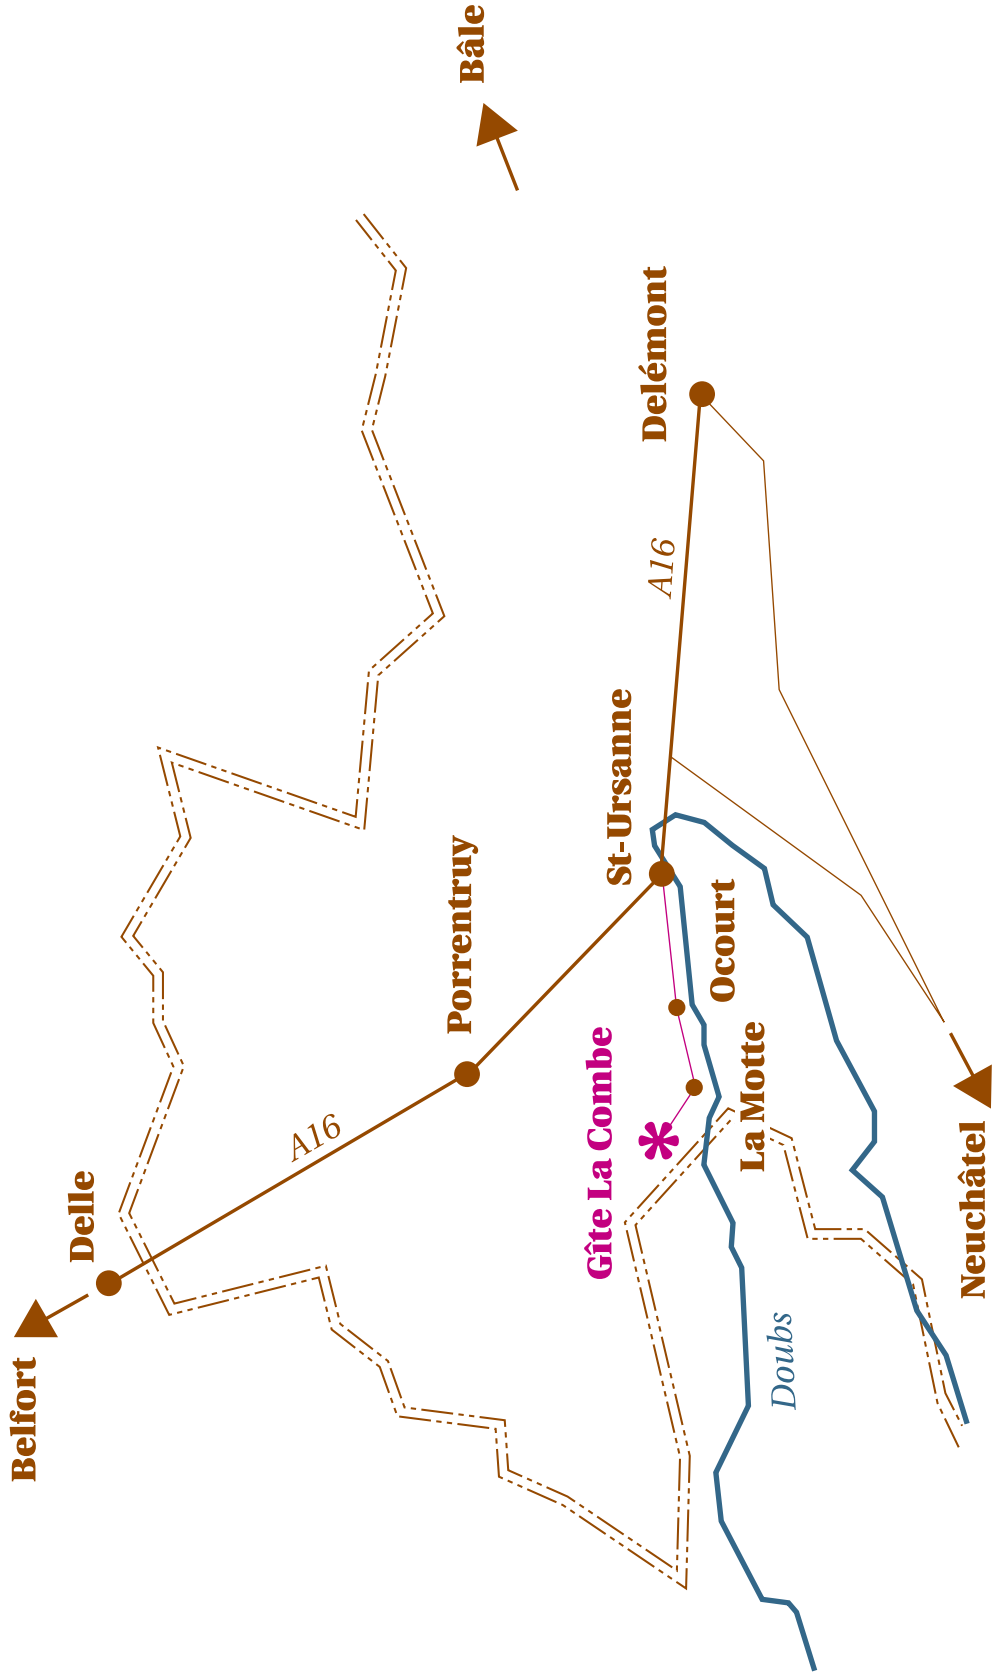 Belfort
Delle
A16
Porrentruy
Bâle
Gîte La Combe
St-Ursanne
A16
Delémont
Ocourt
La Motte
Doubs
Neuchâtel